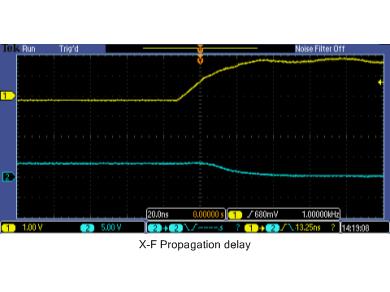 Tek Run Trig'd Noise Filter Off
1
2
20.0ns 0.00000 s 1 680mV 1.00000kHz
1 1.00 V 2 5.00 V 2 2 ----s ? 1 2 13.25ns ? 14:19:08
X-F Propagation delay